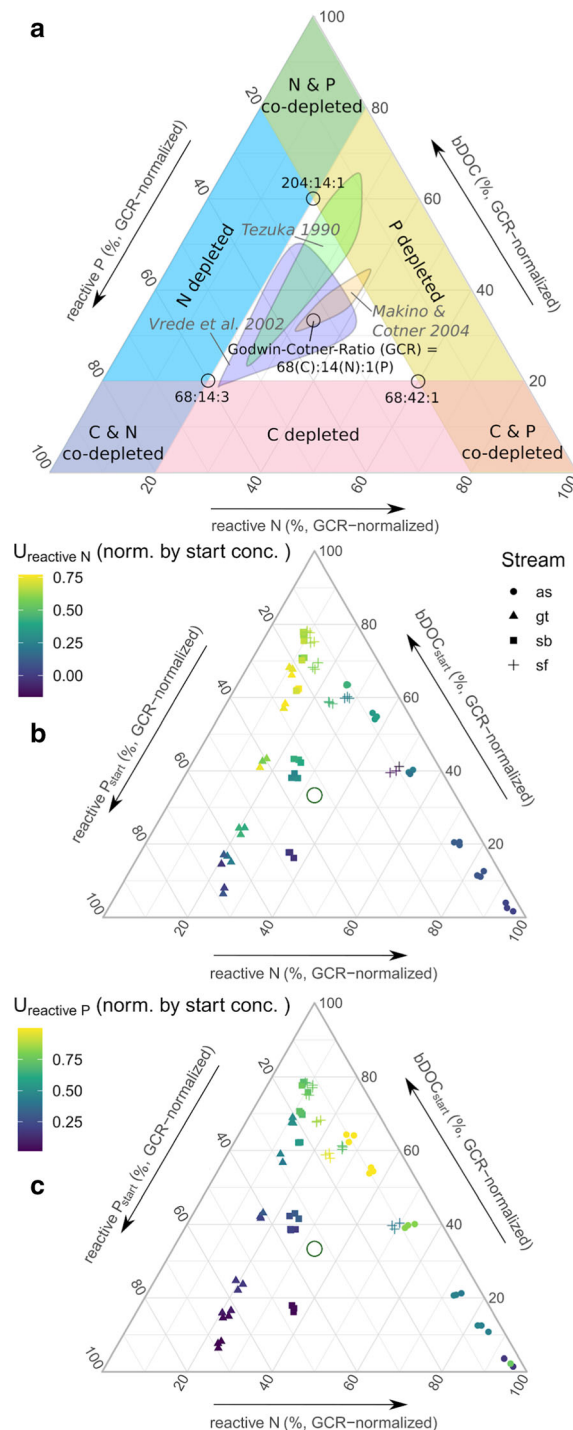 a
100
80
60
40
20
100
20
40
60
80
100
20
40
60
80
reactive P (%, GCR−normalized)
bDOC (%, GCR−normalized)
reactive N (%, GCR−normalized)
N & P
co-depleted
204:14:1
Tezuka 1990
N depleted
P depleted
Vrede et al. 2002
Makino &
Cotner 2004
Godwin-Cotner-Ratio (GCR) =
68(C):14(N):1(P)
68:14:3
68:42:1
C & N
co-depleted
C depleted
C & P
co-depleted
Ureactive N (norm. by start conc. )
0.75
0.50
0.25
0.00
Stream
as
gt
sb
sf
b
100
80
60
40
20
100
20
40
60
80
100
20
40
60
80
reactive Pstart (%, GCR−normalized)
bDOCstart (%, GCR−normalized)
reactive N (%, GCR−normalized)
Ureactive P (norm. by start conc. )
0.75
0.50
0.25
c
100
80
60
40
20
100
20
40
60
80
100
20
40
60
80
reactive Pstart (%, GCR−normalized)
bDOCstart (%, GCR−normalized)
reactive N (%, GCR−normalized)